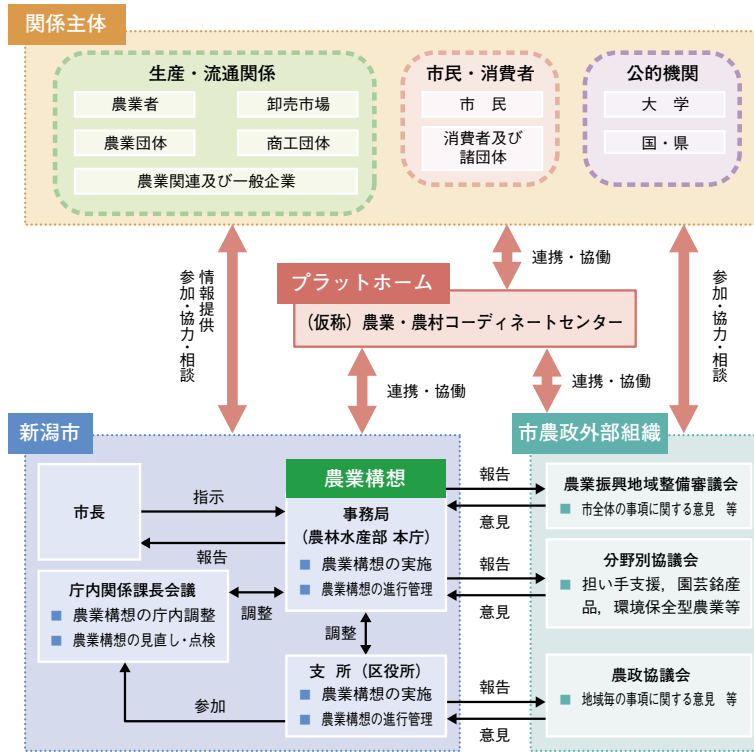 関係主体
生産・流通関係
農業者
卸売市場
農業団体
商工団体
農業関連及び一般企業
市民・消費者
市　民
消費者及び
諸団体
公的機関
大　学
国・県
情報提供
参加・協力・相談
連携・協働
参加・協力・相談
プラットホーム
（仮称）農業・農村コーディネートセンター
連携・協働
連携・協働
新潟市
市長
指示
報告
農業構想
事務局
（農林水産部 本庁）
■ 農業構想の実施
■ 農業構想の進行管理
庁内関係課長会議
■ 農業構想の庁内調整
■ 農業構想の見直し・点検
調整
調整
参加
支　所（区役所）
■ 農業構想の実施
■ 農業構想の進行管理
報告
意見
報告
意見
報告
意見
市農政外部組織
農業振興地域整備審議会
■ 市全体の事項に関する意見　等
分野別協議会
■ 担い手支援，園芸銘産
品，環境保全型農業等
農政協議会
■ 地域毎の事項に関する意見　等